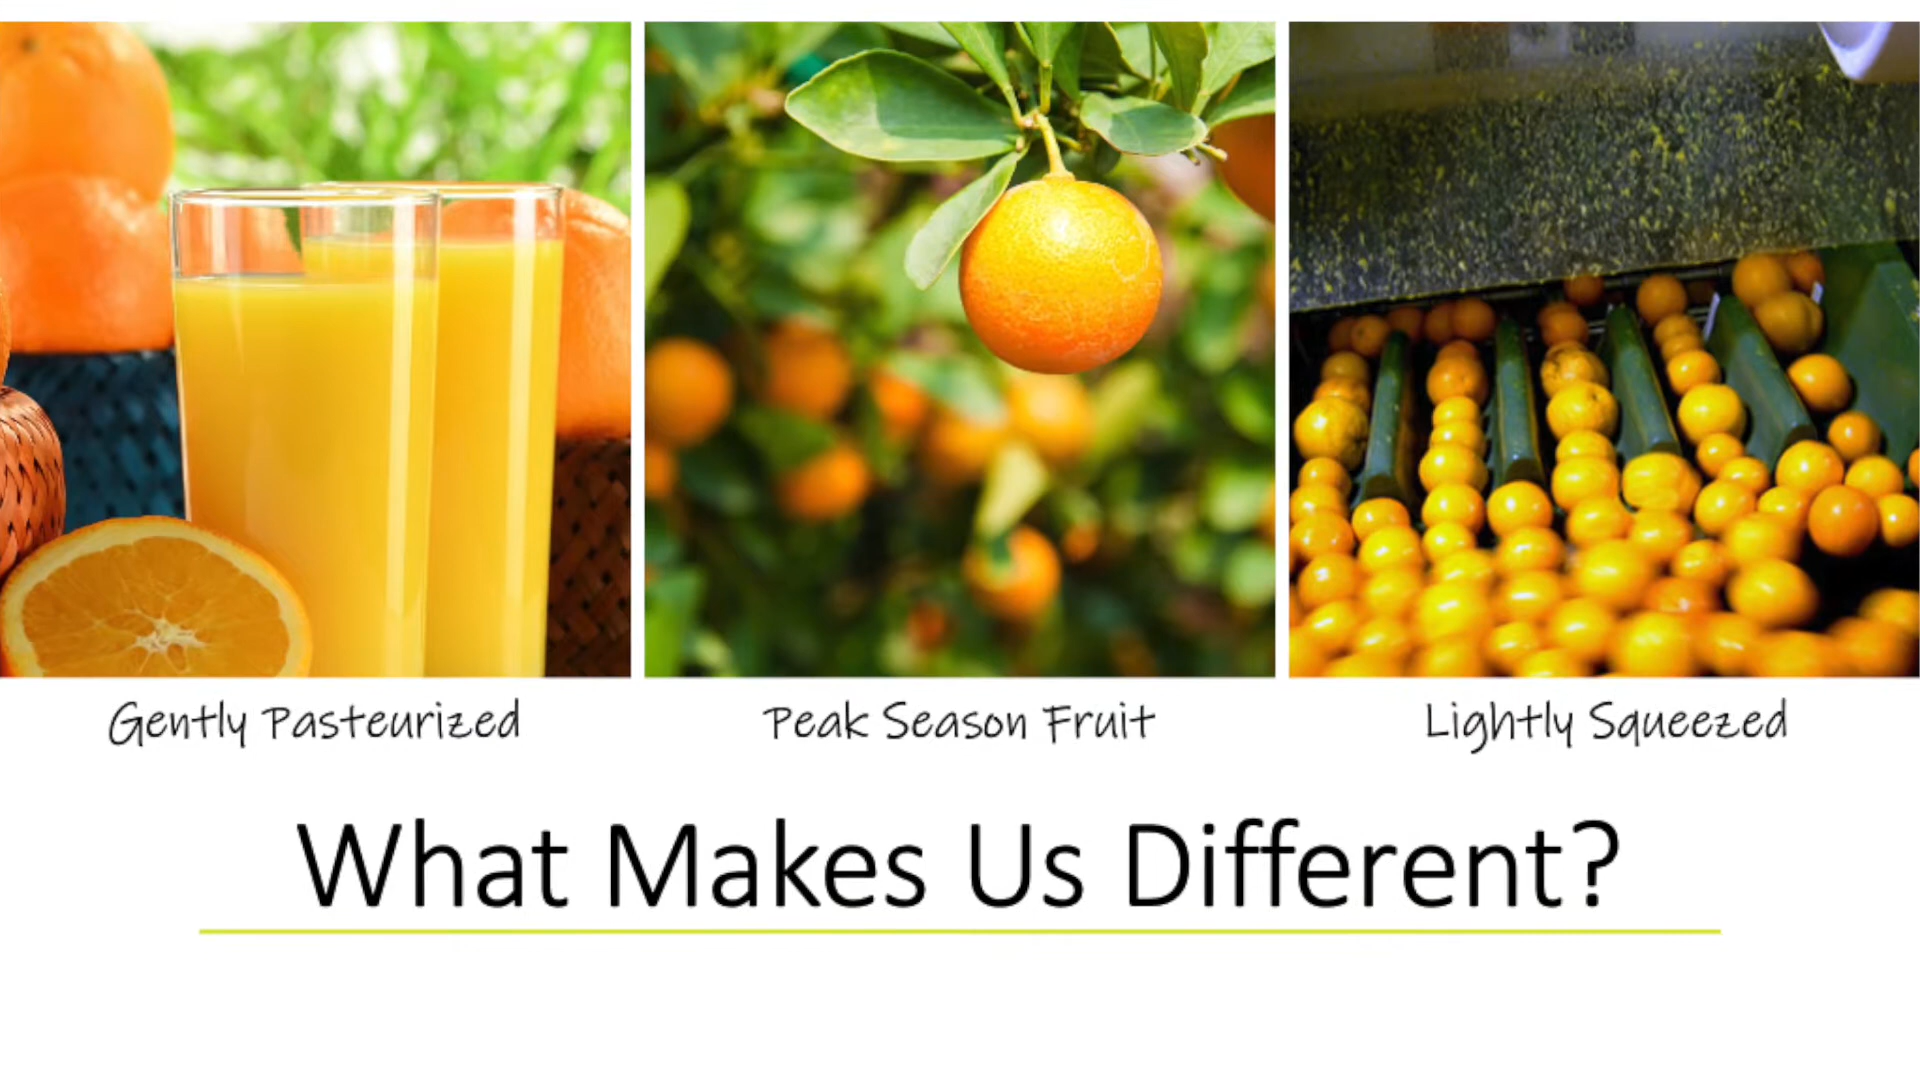 Gently Pasteurized
Peak Season Fruit
Lightly Squeezed
What Makes Us Different?